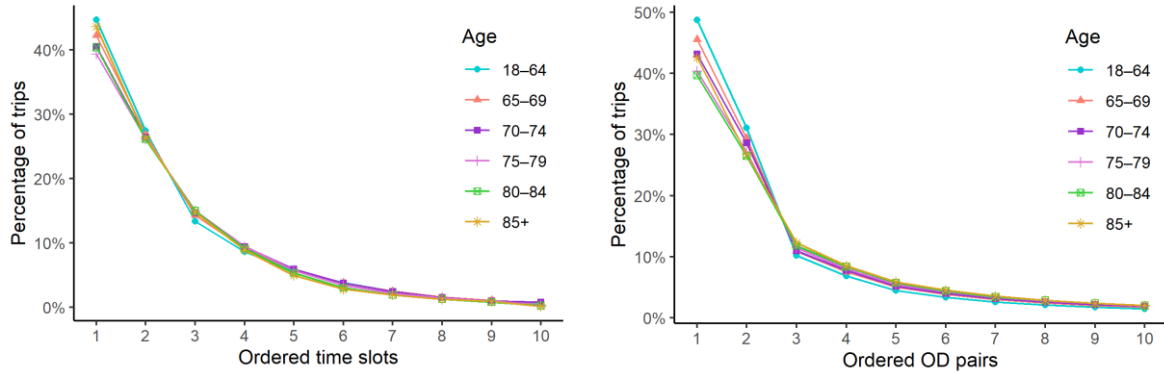 Percentage of trips
40%
30%
20%
10%
0%
1 2 3 4 5 6 7 8 9 10
Ordered time slots
Age
18–64
65–69
70–74
75–79
80–84
85+
Percentage of trips
50%
40%
30%
20%
10%
0%
1 2 3 4 5 6 7 8 9 10
Ordered OD pairs
Age
18–64
65–69
70–74
75–79
80–84
85+